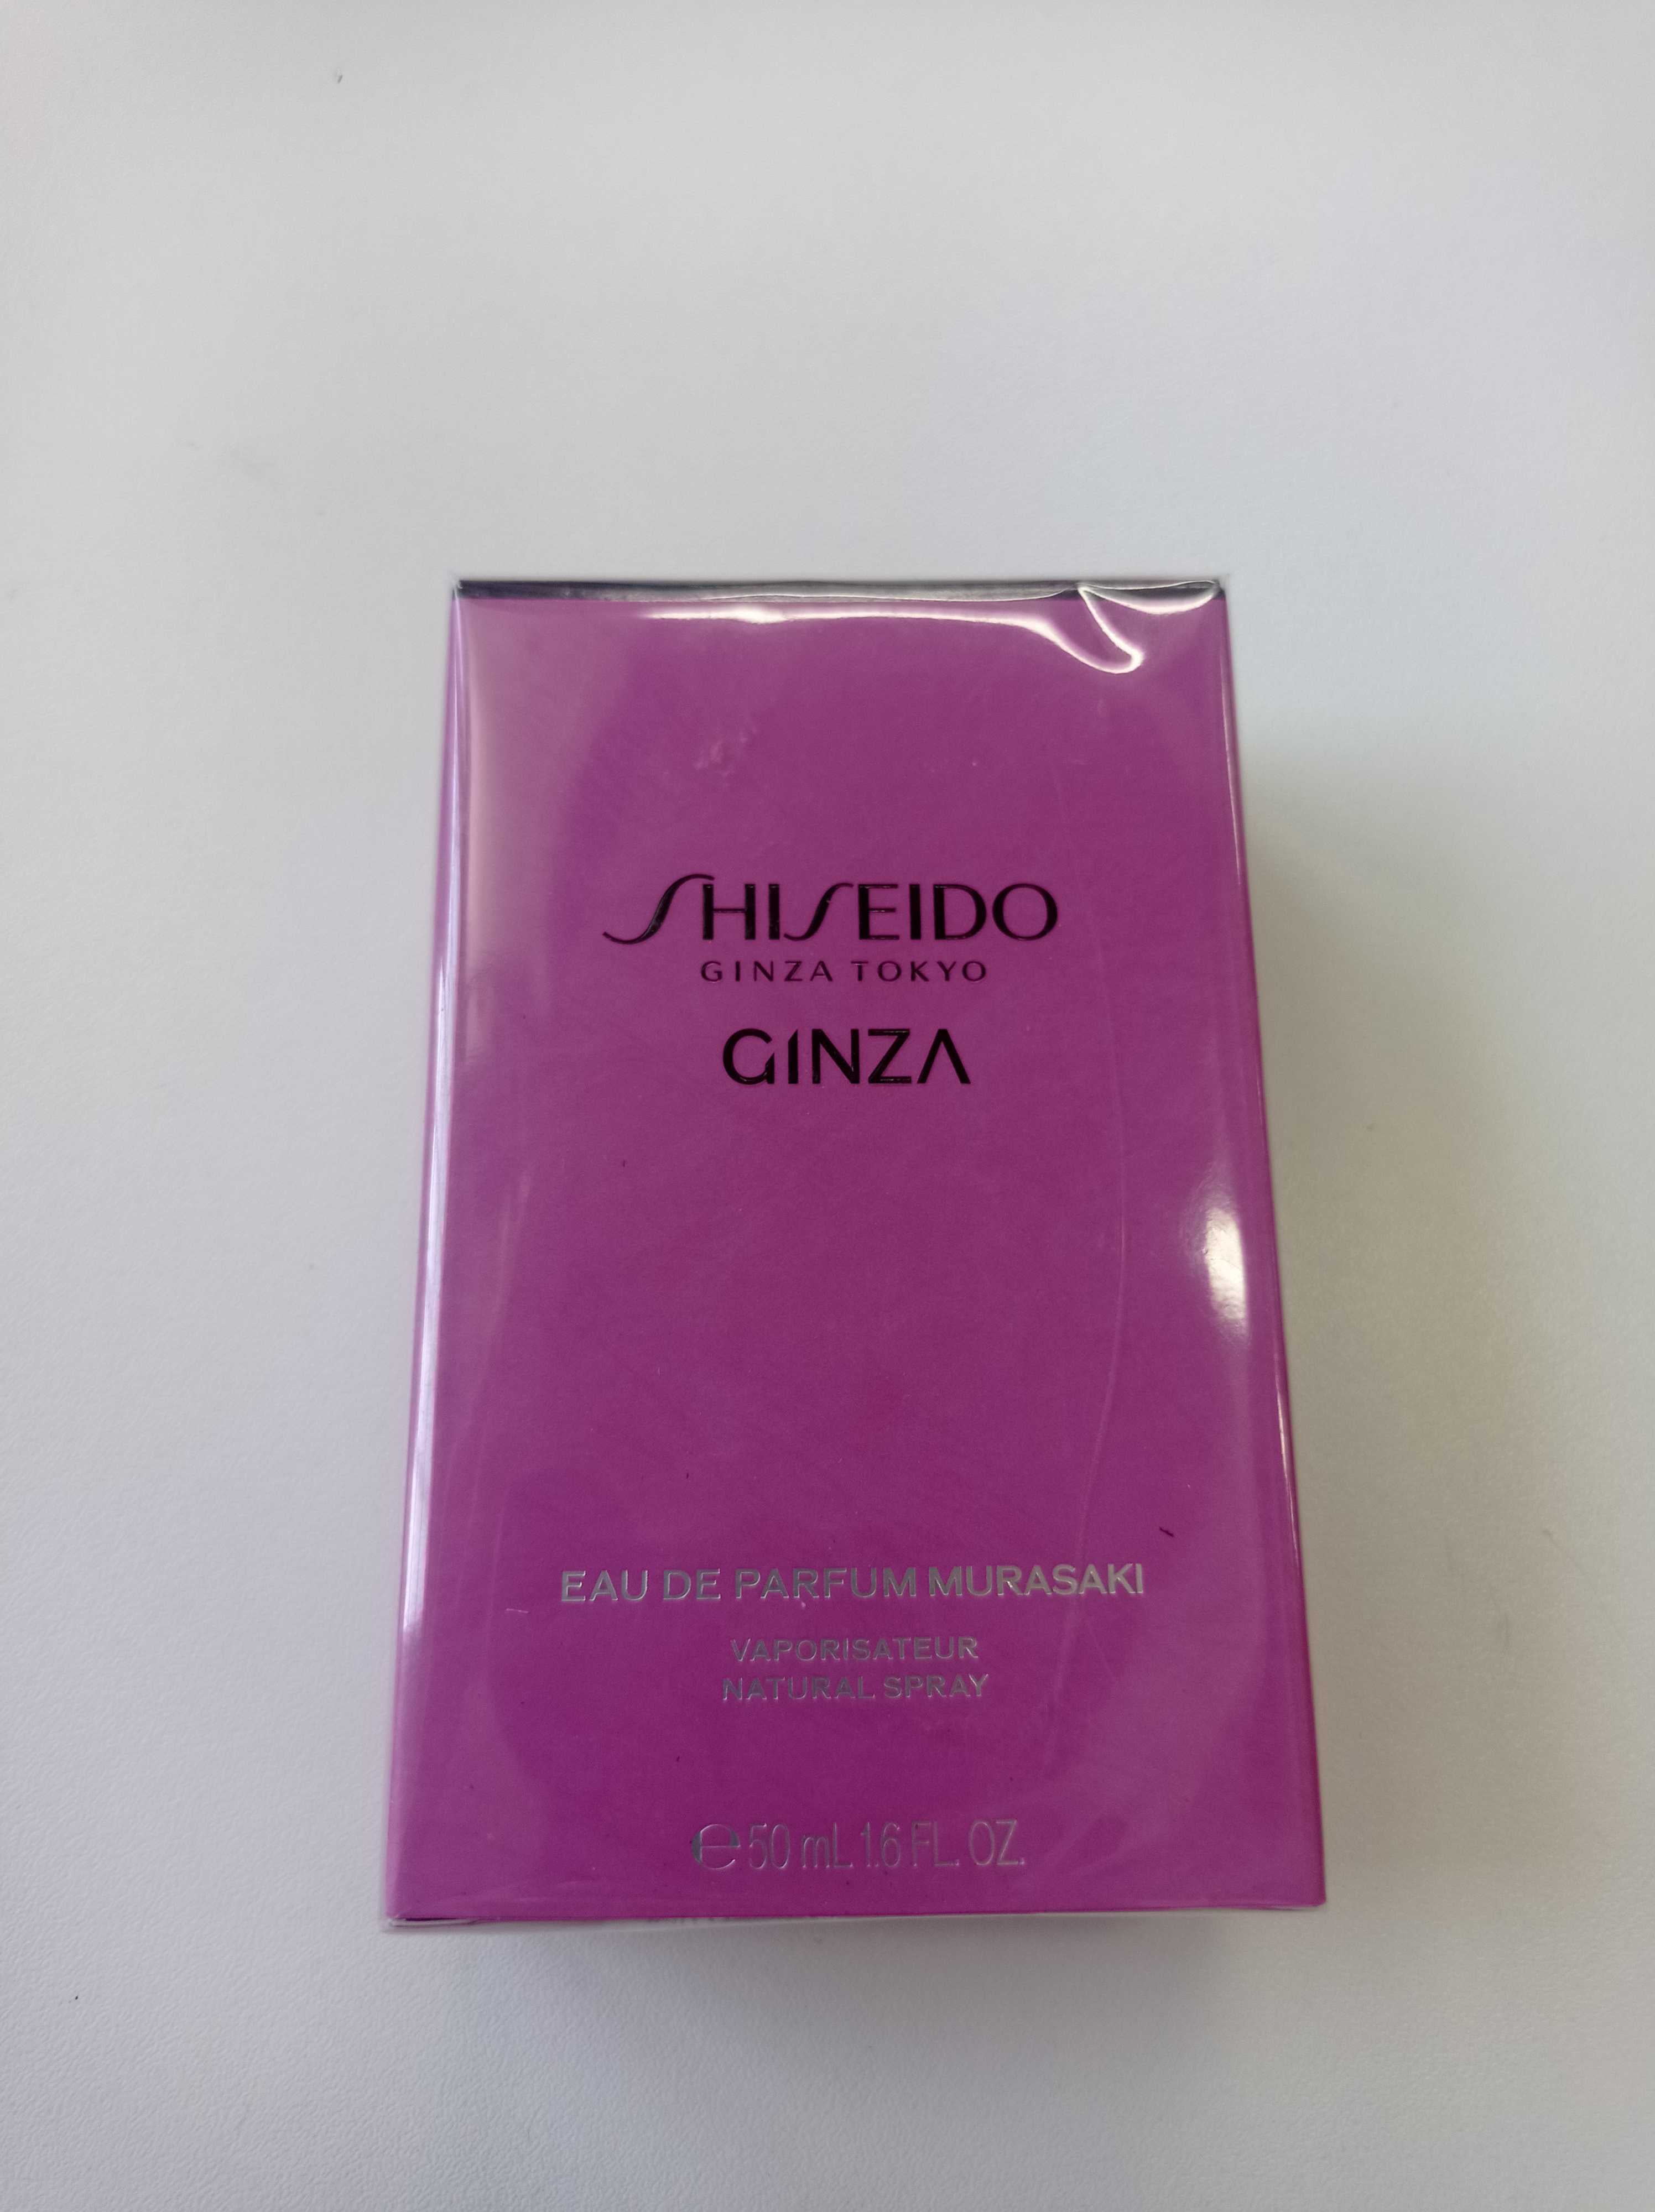 SHISEIDO
GINZA TOKYO
GINZA
EAU DE PARFUM MURASAKI
VAPORISATEUR
NATURAL SPRAY
℮ 50 mL 1.6 FL. OZ.